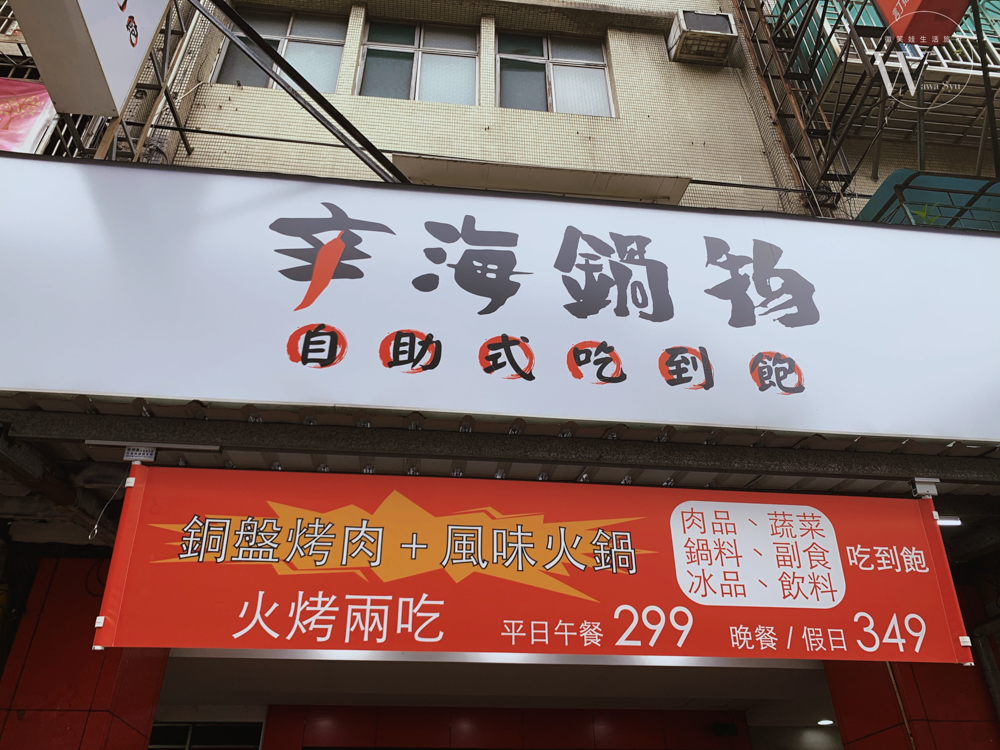 辛海鍋物
自助式吃到飽
銅盤烤肉+風味火鍋
火烤兩吃
肉品、蔬菜
鍋料、副食
冰品、飲料
吃到飽
平日午餐 299
晚餐/假日 349